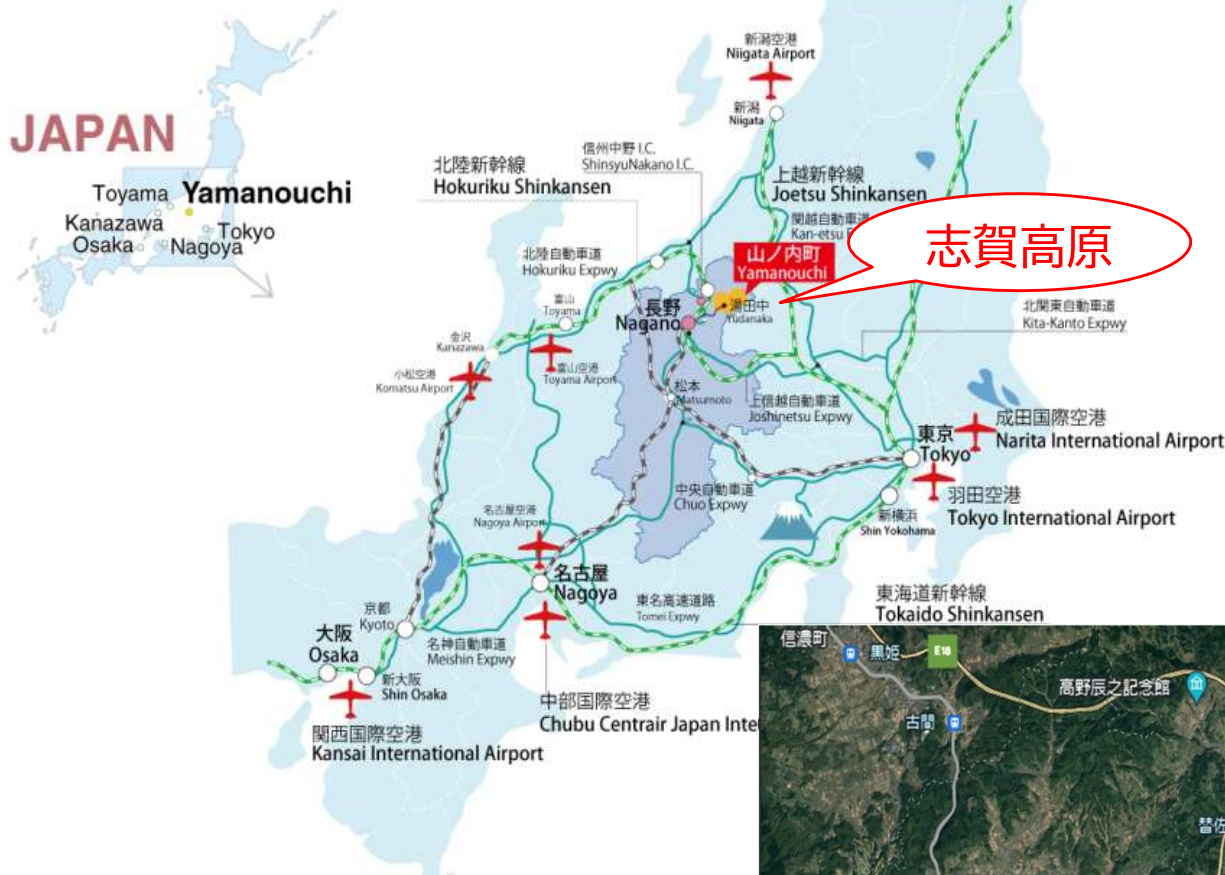 JAPAN
Toyama
Yamanouchi
Kanazawa
Tokyo
Osaka
Nagoya
新潟空港
Niigata Airport
新潟
Niigata
信州中野 I.C.
ShinsyuNakano I.C.
北陸新幹線
Hokuriku Shinkansen
上越新幹線
Joetsu Shinkansen
関越自動車道
Kan-etsu Ex
志賀高原
山ノ内町
Yamanouchi
北陸自動車道
Hokuriku Expwy
湯田中
Yudanaka
長野
Nagano
富山
Toyama
北関東自動車道
Kita-Kanto Expwy
金沢
Kanazawa
小松空港
Komatsu Airport
富山空港
Toyama Airport
松本
Matsumoto
上信越自動車道
Joshinetsu Expwy
成田国際空港
Narita International Airport
東京
Tokyo
中央自動車道
Chuo Expwy
羽田空港
Tokyo International Airport
新横浜
Shin Yokohama
名古屋空港
Nagoya Airport
名古屋
Nagoya
東名高速道路
Tomei Expwy
東海道新幹線
Tokaido Shinkansen
京都
Kyoto
名神自動車道
Meishin Expwy
大阪
Osaka
新大阪
Shin Osaka
中部国際空港
Chubu Centrair Japan Inte
関西国際空港
Kansai International Airport
信濃町
黒姫
E18
高野辰之記念館
古間
替佐